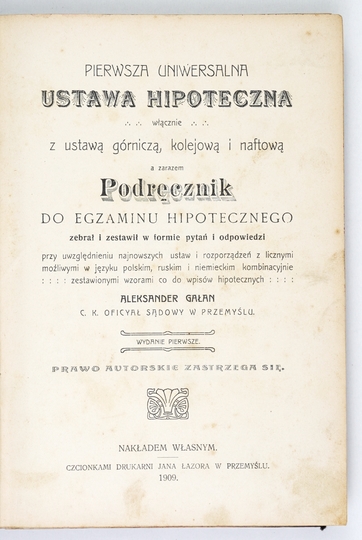 PIERWSZA UNIWERSALNA
USTAWA HIPOTECZNA
∴ ∴ włącznie ∴ ∴
z ustawą górniczą, kolejową i naftową
a zarazem
Podręcznik
DO EGZAMINU HIPOTECZNEGO
zebrał i zestawił w formie pytań i odpowiedzi
przy uwzględnieniu najnowszych ustaw i rozporządzeń z licznymi
możliwymi w języku polskim, ruskim i niemieckim kombinacyjnie
: : : : zestawionymi wzorami co do wpisów hipotecznych : : : :
ALEKSANDER GAŁAN
C. K. OFICYAŁ SĄDOWY W PRZEMYŚLU.
WYDANIE PIERWSZE.
PRAWO AUTORSKIE ZASTRZEGA SIĘ.
NAKŁADEM WŁASNYM.
CZCIONKAMI DRUKARNI JANA ŁAZORA W PRZEMYŚLU.
1909.